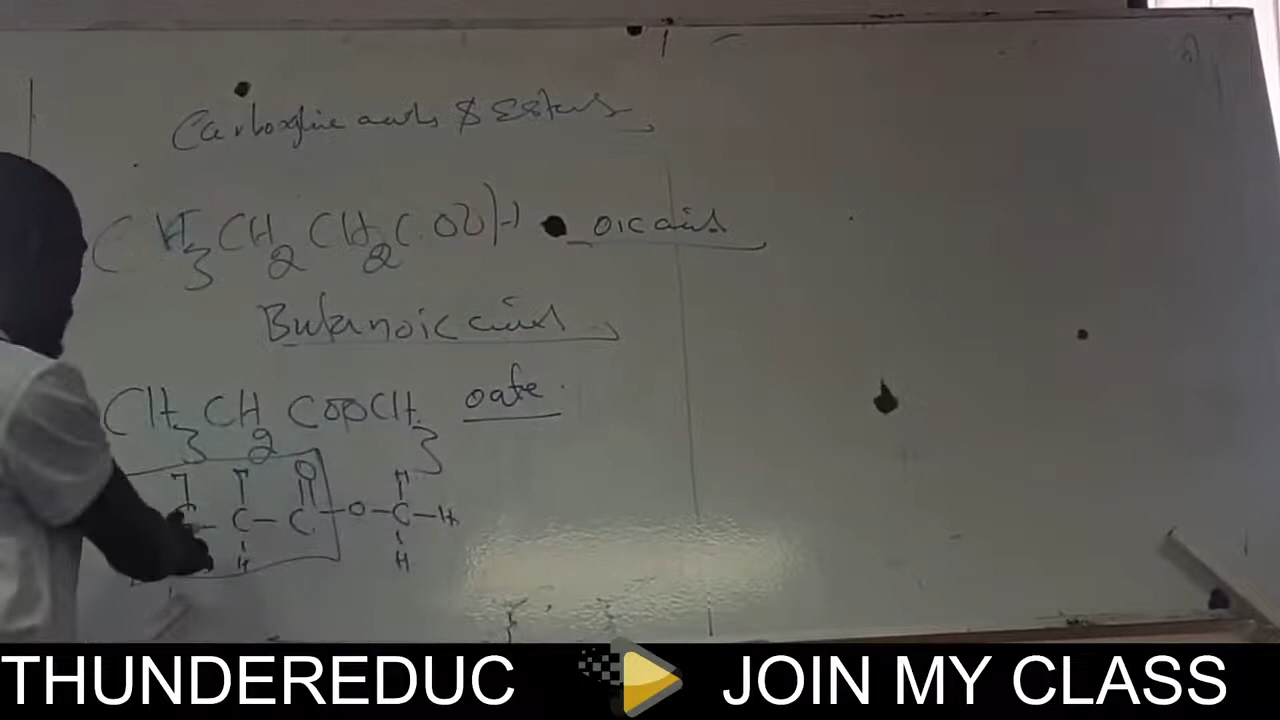 Carboxylic acids & Esters
CH3CH2CH2COOH - oic acid
Butanoic acid
CH3CH2COOCH3 oate
H H O H
C - C - C - O - C - H
H H
THUNDEREDUC JOIN MY CLASS